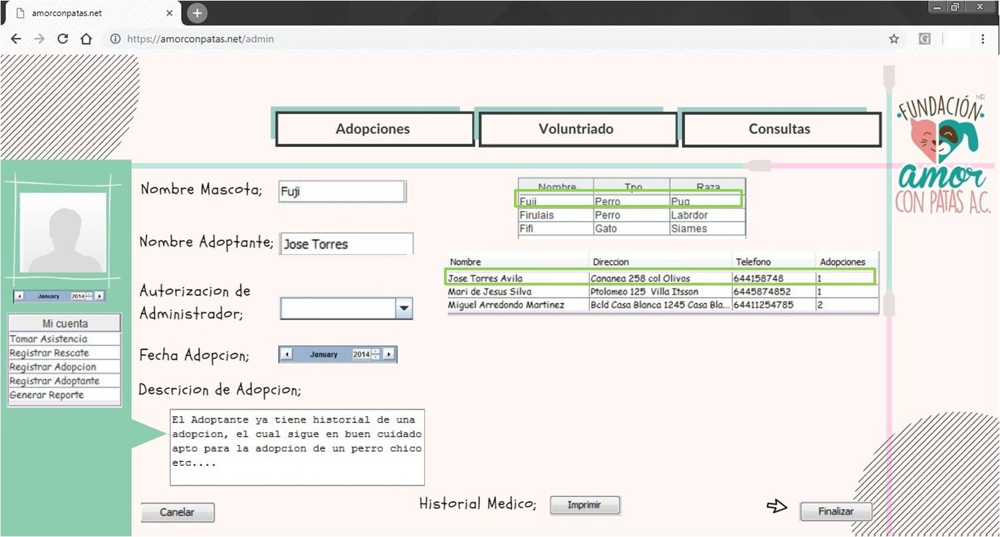 amorconpatas.net
https://amorconpatas.net/admin
Adopciones
Voluntriado
Consultas
FUNDACIÓN MR
amor
CON PATAS A.C.
January 2014
Mi cuenta
Tomar Asistencia
Registrar Rescate
Registrar Adopcion
Registrar Adoptante
Generar Reporte
Nombre Mascota; Fuji
Nombre Adoptante; Jose Torres
Autorizacion de
Administrador;
Fecha Adopcion; January 2014
Descricion de Adopcion;
El Adoptante ya tiene historial de una
adopcion, el cual sigue en buen cuidado
apto para la adopcion de un perro chico
etc....
Nombre Tpo Raza
Fuji Perro Pug
Firulais Perro Labrdor
Fifi Gato Siames
Nombre Direccion Telefono Adopciones
Jose Torres Avila Cananea 258 col Olivos 644158748 1
Mari de Jesus Silva Ptolomeo 125 Villa Itsson 6445874852 1
Miguel Arredondo Martinez Bcld Casa Blanca 1245 Casa Bla... 64411254785 2
Canelar
Historial Medico; Imprimir
Finalizar